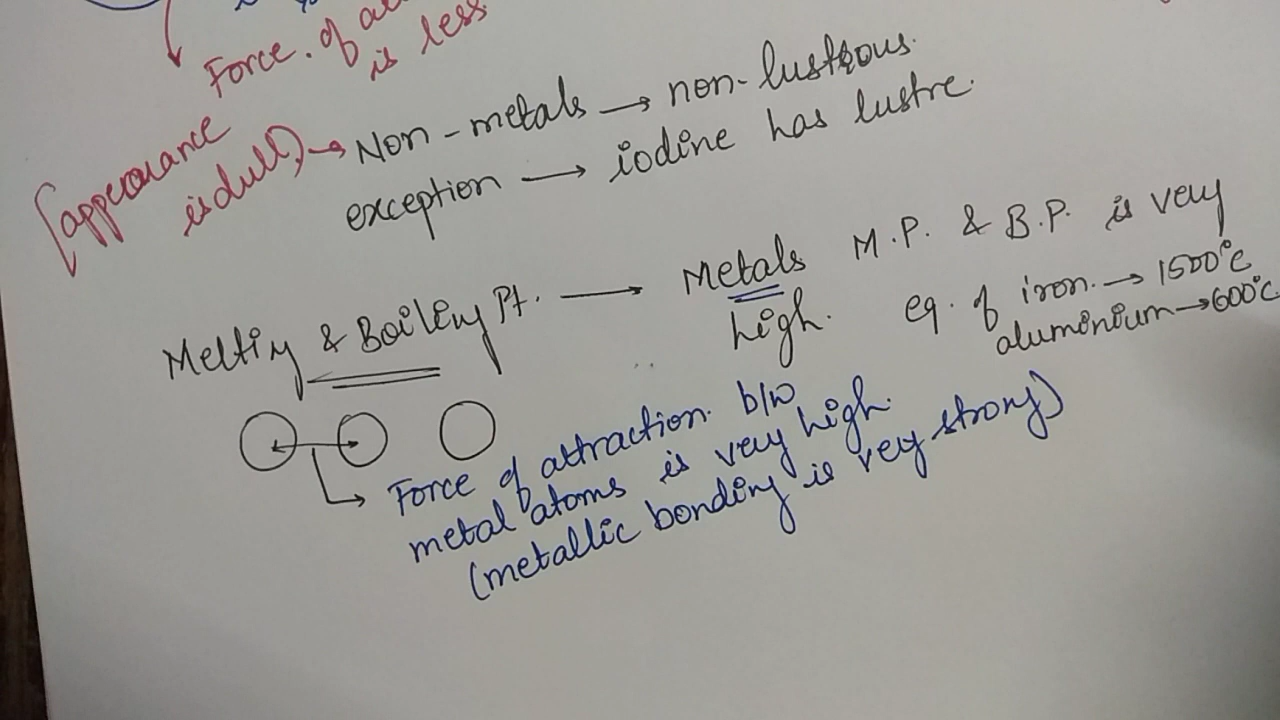 Force of
is less
[appearance
is dull]→ Non-metals → non-lustrous.
exception → iodine has lustre.
Melting & Boiling Pt. → Metals M.P. & B.P. is very
high. eg. of iron. → 1500°c
aluminium → 600°c
Force of attraction b/w
metal atoms is very high.
(metallic bonding is very strong)